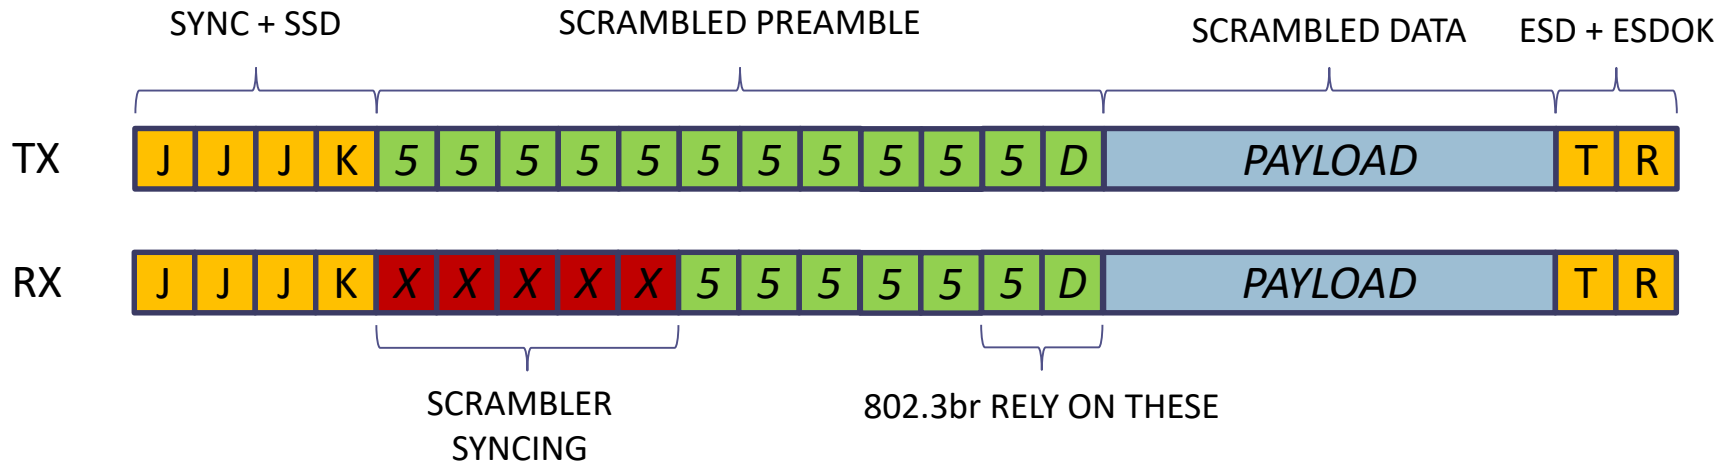 SYNC + SSD SCRAMBLED PREAMBLE SCRAMBLED DATA ESD + ESDOK
TX J J J K 5 5 5 5 5 5 5 5 5 5 5 D PAYLOAD T R
RX J J J K X X X X X 5 5 5 5 5 5 D PAYLOAD T R
SCRAMBLER
SYNCING
802.3br RELY ON THESE